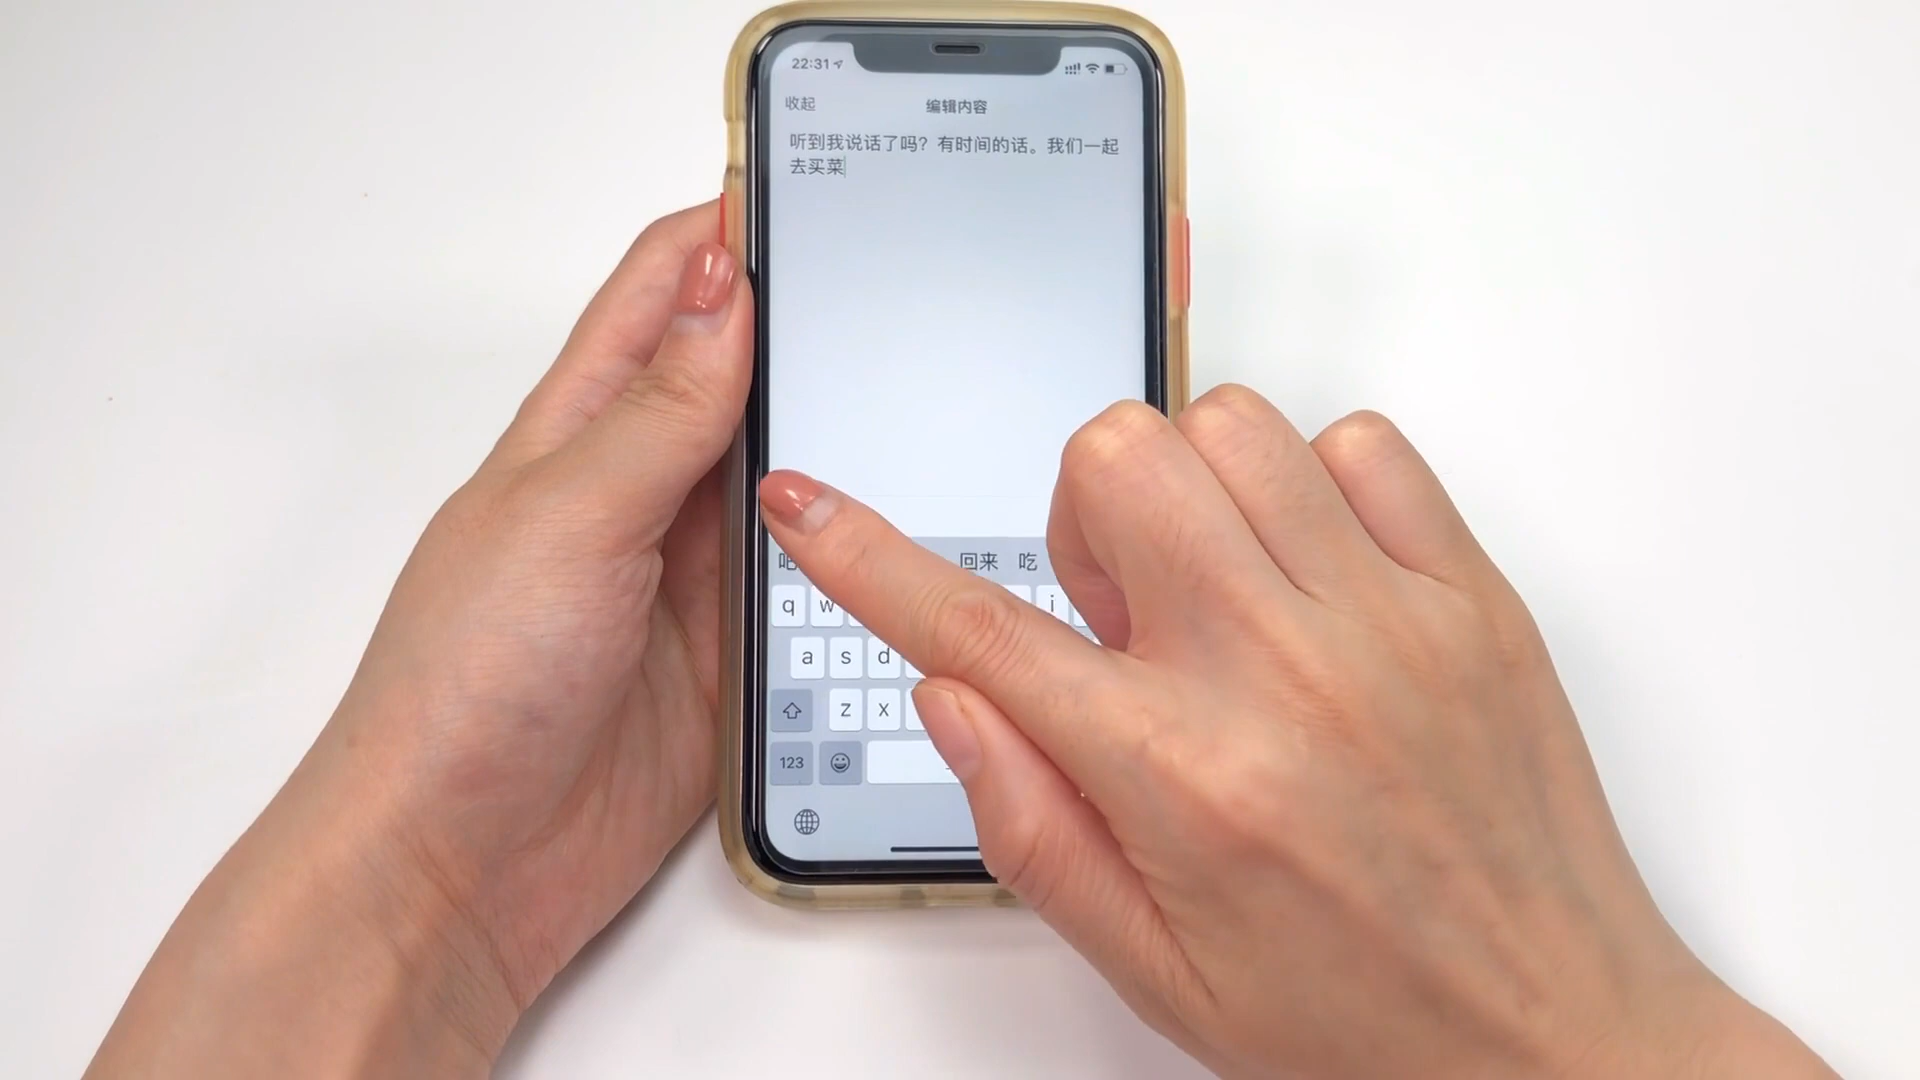 22:31
收起
编辑内容
听到我说话了吗？有时间的话。我们一起
去买菜
吧 回来 吃
q w i
a s d
z x
123